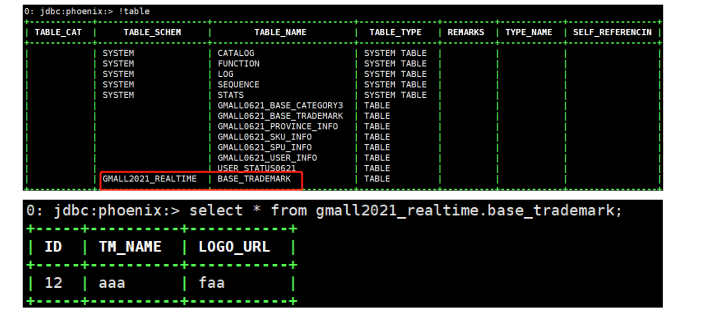 0: jdbc:phoenix:> !table
TABLE_CAT | TABLE_SCHEM | TABLE_NAME | TABLE_TYPE | REMARKS | TYPE_NAME | SELF_REFERENCIN
| SYSTEM | CATALOG | SYSTEM TABLE
| SYSTEM | FUNCTION | SYSTEM TABLE
| SYSTEM | LOG | SYSTEM TABLE
| SYSTEM | SEQUENCE | SYSTEM TABLE
| SYSTEM | STATS | SYSTEM TABLE
| | GMALL0621_BASE_CATEGORY3 | TABLE
| | GMALL0621_BASE_TRADEMARK | TABLE
| | GMALL0621_PROVINCE_INFO | TABLE
| | GMALL0621_SKU_INFO | TABLE
| | GMALL0621_SPU_INFO | TABLE
| | GMALL0621_USER_INFO | TABLE
| | USER_STATUS0621 | TABLE
| GMALL2021_REALTIME | BASE_TRADEMARK | TABLE
0: jdbc:phoenix:> select * from gmall2021_realtime.base_trademark;
| ID | TM_NAME | LOGO_URL |
| 12 | aaa | faa |